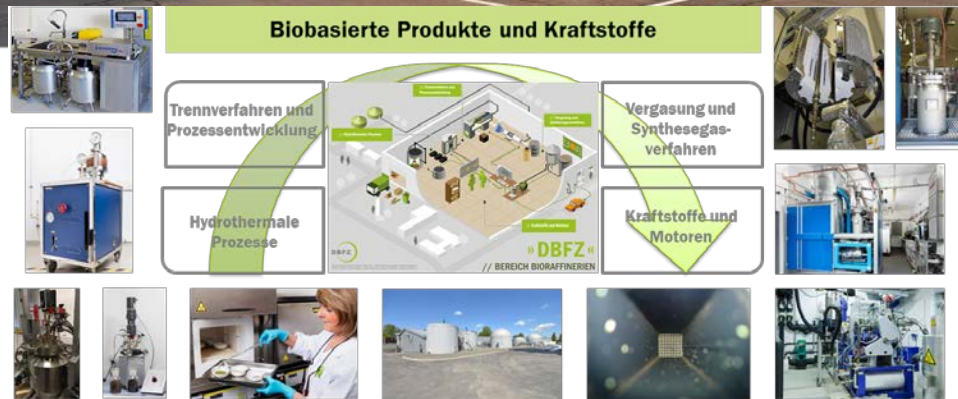 Biobasierte Produkte und Kraftstoffe
Trennverfahren und
Prozessentwicklung
Vergasung und
Synthesegas-
verfahren
Hydrothermale
Prozesse
Kraftstoffe und
Motoren
DBFZ
» DBFZ «
// BEREICH BIORAFFINERIEN